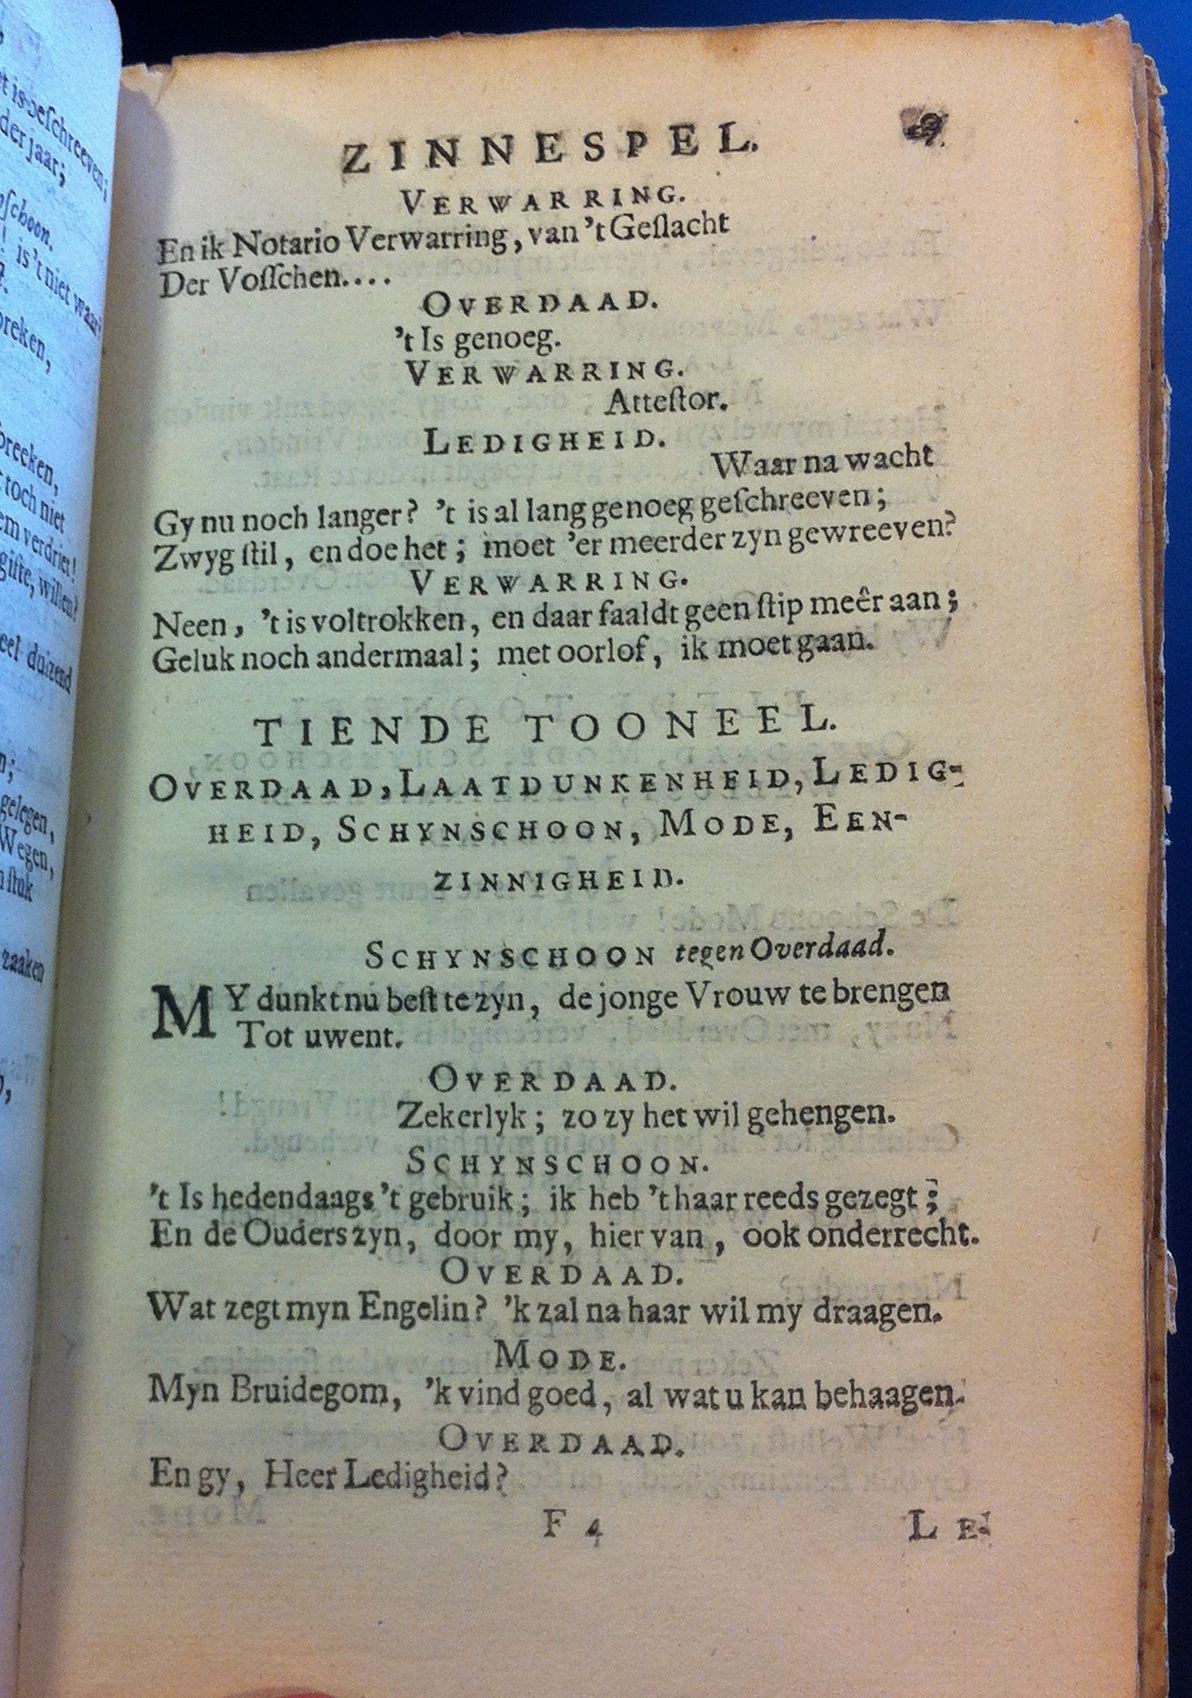 ZINNESPEL.
VERWARRING.
En ik Notario Verwarring, van 't Geſlacht
Der Voſſchen....
OVERDAAD.
't Is genoeg.
VERWARRING.
Atteſtor.
LEDIGHEID.
Waar na wacht
Gy nu noch langer? 't is al lang genoeg geſchreeven;
Zwyg ſtil, en doe het; moet 'er meerder zyn gewreeven?
VERWARRING.
Neen, 't is voltrokken, en daar faaldt geen ſtip meêr aan;
Geluk noch andermaal; met oorlof, ik moet gaan.
TIENDE TOONEEL.
OVERDAAD, LAATDUNKENHEID, LEDIG-
HEID, SCHYNSCHOON, MODE, EEN-
ZINNIGHEID.
SCHYNSCHOON tegen Overdaad.
MY dunkt nu beſt te zyn, de jonge Vrouw te brengen
Tot uwent.
OVERDAAD.
Zekerlyk; zo zy het wil gehengen.
SCHYNSCHOON.
't Is hedendaags 't gebruik; ik heb 't haar reeds gezegt;
En de Ouders zyn, door my, hier van, ook onderrecht.
OVERDAAD.
Wat zegt myn Engelin? 'k zal na haar wil my draagen.
MODE.
Myn Bruidegom, 'k vind goed, al wat u kan behaagen.
OVERDAAD.
En gy, Heer Ledigheid?
F 4 LE-